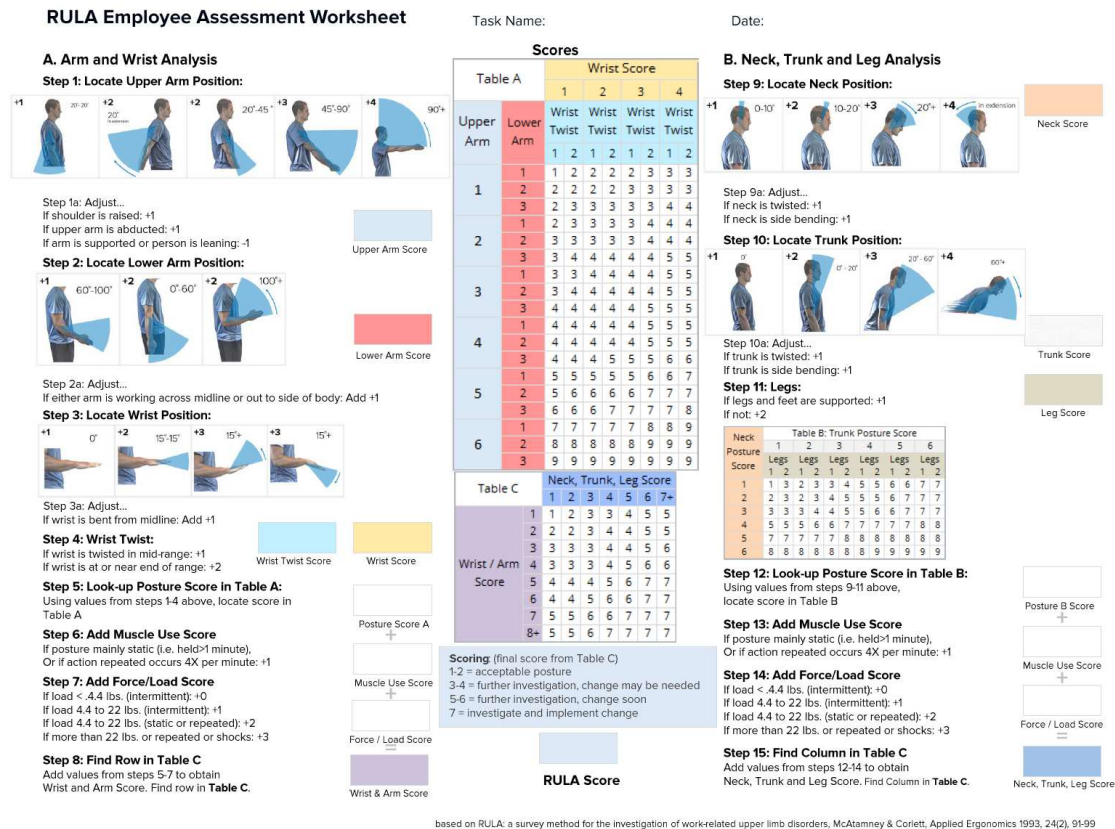 RULA Employee Assessment Worksheet
Task Name:
Date:
A. Arm and Wrist Analysis
Step 1: Locate Upper Arm Position:
+1 20°-20°
+2 20° in extension
+2 20°-45°
+3 45°-90°
+4 90°+
Step 1a: Adjust...
If shoulder is raised: +1
If upper arm is abducted: +1
If arm is supported or person is leaning: -1
Upper Arm Score
Step 2: Locate Lower Arm Position:
+1 60°-100°
+2 0°-60°
+2 100°+
Lower Arm Score
Step 2a: Adjust...
If either arm is working across midline or out to side of body: Add +1
Step 3: Locate Wrist Position:
+1 0°
+2 15°-15°
+3 15°+
+3 15°+
Step 3a: Adjust...
If wrist is bent from midline: Add +1
Step 4: Wrist Twist:
If wrist is twisted in mid-range: +1
If wrist is at or near end of range: +2
Wrist Twist Score
Wrist Score
Step 5: Look-up Posture Score in Table A:
Using values from steps 1-4 above, locate score in
Table A
Posture Score A
+
Step 6: Add Muscle Use Score
If posture mainly static (i.e. held>1 minute),
Or if action repeated occurs 4X per minute: +1
Muscle Use Score
+
Step 7: Add Force/Load Score
If load < .4.4 lbs. (intermittent): +0
If load 4.4 to 22 lbs. (intermittent): +1
If load 4.4 to 22 lbs. (static or repeated): +2
If more than 22 lbs. or repeated or shocks: +3
Force / Load Score
=
Step 8: Find Row in Table C
Add values from steps 5-7 to obtain
Wrist and Arm Score. Find row in Table C.
Wrist & Arm Score
Scores
Table A
Wrist Score
1 2 3 4
Upper Arm
Lower Arm
Wrist Twist Wrist Twist Wrist Twist Wrist Twist
1 2 1 2 1 2 1 2
1
1 1 2 2 2 2 3 3 3
2 2 2 2 2 3 3 3 3
3 2 3 3 3 3 3 4 4
2
1 2 3 3 3 3 4 4 4
2 3 3 3 3 3 4 4 4
3 3 4 4 4 4 4 5 5
3
1 3 3 4 4 4 4 5 5
2 3 4 4 4 4 4 5 5
3 4 4 4 4 4 5 5 5
4
1 4 4 4 4 4 5 5 5
2 4 4 4 4 4 5 5 5
3 4 4 4 5 5 5 6 6
5
1 5 5 5 5 5 6 6 7
2 5 6 6 6 6 7 7 7
3 6 6 6 7 7 7 7 8
6
1 7 7 7 7 7 8 8 9
2 8 8 8 8 8 9 9 9
3 9 9 9 9 9 9 9 9
Table C
Neck, Trunk, Leg Score
1 2 3 4 5 6 7+
Wrist / Arm Score
1 1 2 3 3 4 5 5
2 2 2 3 4 4 5 5
3 3 3 3 4 4 5 6
4 3 3 3 4 5 6 6
5 4 4 4 5 6 7 7
6 4 4 5 6 6 7 7
7 5 5 6 6 7 7 7
8+ 5 5 6 7 7 7 7
Scoring: (final score from Table C)
1-2 = acceptable posture
3-4 = further investigation, change may be needed
5-6 = further investigation, change soon
7 = investigate and implement change
RULA Score
B. Neck, Trunk and Leg Analysis
Step 9: Locate Neck Position:
+1 0-10°
+2 10-20°
+3 20°+
+4 in extension
Neck Score
Step 9a: Adjust...
If neck is twisted: +1
If neck is side bending: +1
Step 10: Locate Trunk Position:
+1 0°
+2 0°-20°
+3 20°-60°
+4 60°+
Trunk Score
Step 10a: Adjust...
If trunk is twisted: +1
If trunk is side bending: +1
Step 11: Legs:
If legs and feet are supported: +1
If not: +2
Leg Score
Neck Posture Score
Table B: Trunk Posture Score
1 2 3 4 5 6
Legs Legs Legs Legs Legs Legs
1 2 1 2 1 2 1 2 1 2 1 2
1 1 3 2 3 3 4 5 5 6 6 7 7
2 2 3 2 3 4 5 5 5 6 7 7 7
3 3 3 3 4 4 5 5 6 6 7 7 7
4 5 5 5 6 6 7 7 7 7 7 8 8
5 7 7 7 7 7 8 8 8 8 8 8 8
6 8 8 8 8 8 8 8 9 9 9 9 9
Step 12: Look-up Posture Score in Table B:
Using values from steps 9-11 above,
locate score in Table B
Posture B Score
+
Step 13: Add Muscle Use Score
If posture mainly static (i.e. held>1 minute),
Or if action repeated occurs 4X per minute: +1
Muscle Use Score
+
Step 14: Add Force/Load Score
If load < .4.4 lbs. (intermittent): +0
If load 4.4 to 22 lbs. (intermittent): +1
If load 4.4 to 22 lbs. (static or repeated): +2
If more than 22 lbs. or repeated or shocks: +3
Force / Load Score
=
Step 15: Find Column in Table C
Add values from steps 12-14 to obtain
Neck, Trunk and Leg Score. Find Column in Table C.
Neck, Trunk, Leg Score
based on RULA: a survey method for the investigation of work-related upper limb disorders, McAtamney & Corlett, Applied Ergonomics 1993, 24(2), 91-99